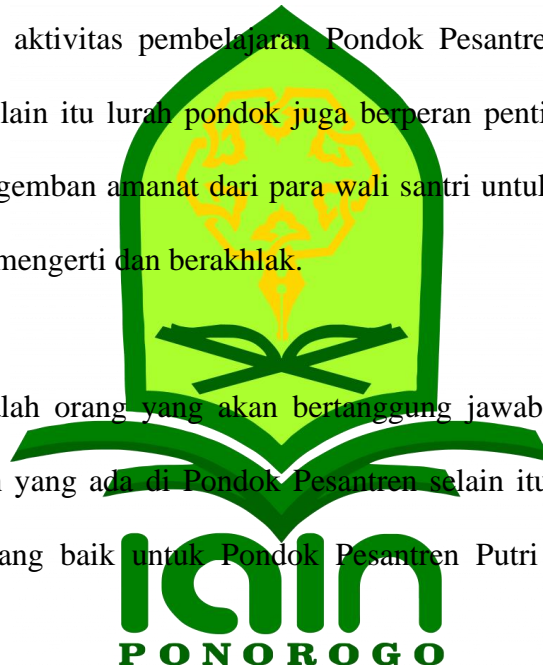 aktivitas pembelajaran Pondok Pesantre
lain itu lurah pondok juga berperan penti
gemban amanat dari para wali santri untuk
mengerti dan berakhlak.
lah orang yang akan bertanggung jawab
yang ada di Pondok Pesantren selain itu
ang baik untuk Pondok Pesantren Putri
Iain
PONOROGO